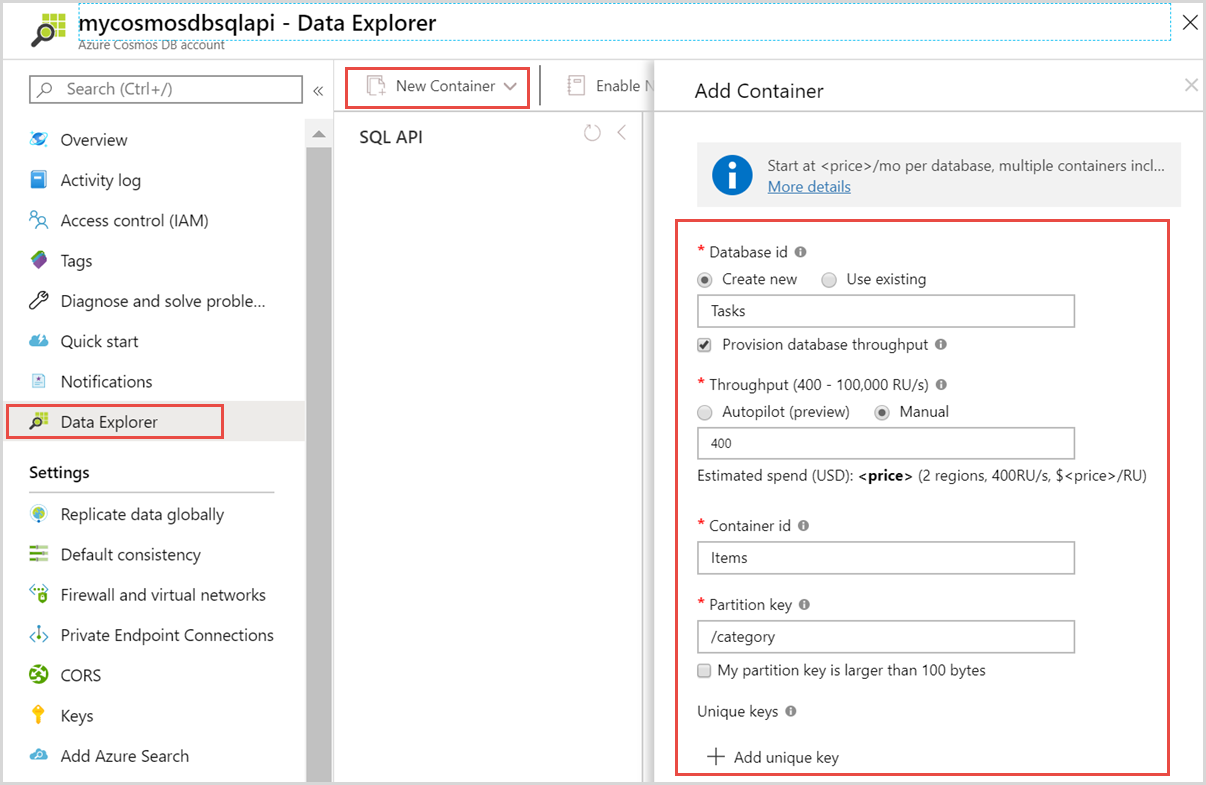 mycosmosdbsqlapi - Data Explorer
Azure Cosmos DB account
Search (Ctrl+/)
«
Overview
Activity log
Access control (IAM)
Tags
Diagnose and solve proble...
Quick start
Notifications
Data Explorer
Settings
Replicate data globally
Default consistency
Firewall and virtual networks
Private Endpoint Connections
CORS
Keys
Add Azure Search
New Container
Enable N
SQL API
Add Container
Start at <price>/mo per database, multiple containers incl...
More details
* Database id
Create new Use existing
Tasks
Provision database throughput
* Throughput (400 - 100,000 RU/s)
Autopilot (preview) Manual
400
Estimated spend (USD): <price> (2 regions, 400RU/s, $<price>/RU)
* Container id
Items
* Partition key
/category
My partition key is larger than 100 bytes
Unique keys
Add unique key